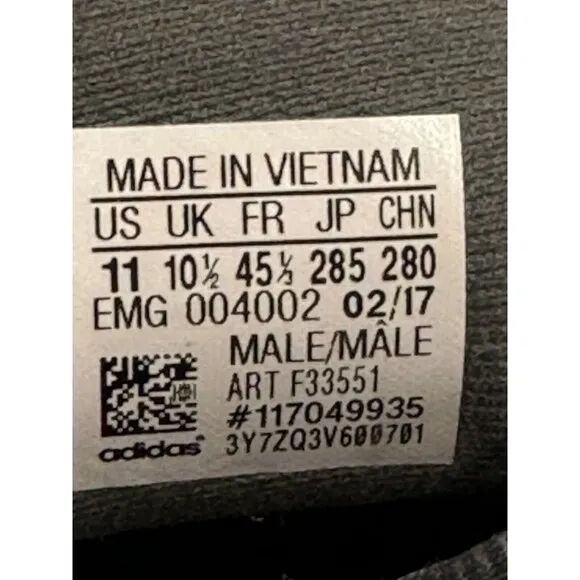 MADE IN VIETNAM
US UK FR JP CHN
11 10½ 45⅓ 285 280
EMG 004002 02/17
MALE/MÂLE
ART F33551
#117049935
adidas 3Y7ZQ3V600701